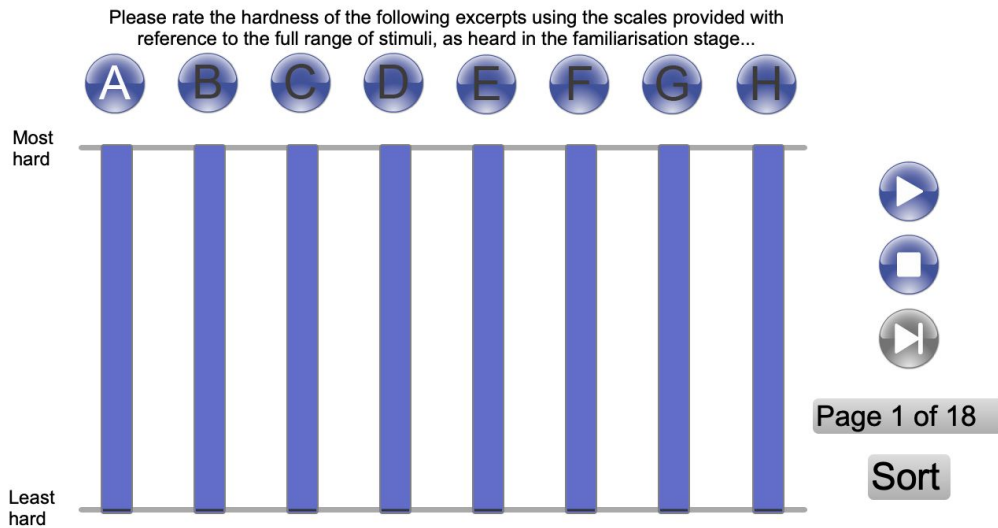 Please rate the hardness of the following excerpts using the scales provided with
reference to the full range of stimuli, as heard in the familiarisation stage...
A B C D E F G H
Most
hard
Least
hard
Page 1 of 18
Sort